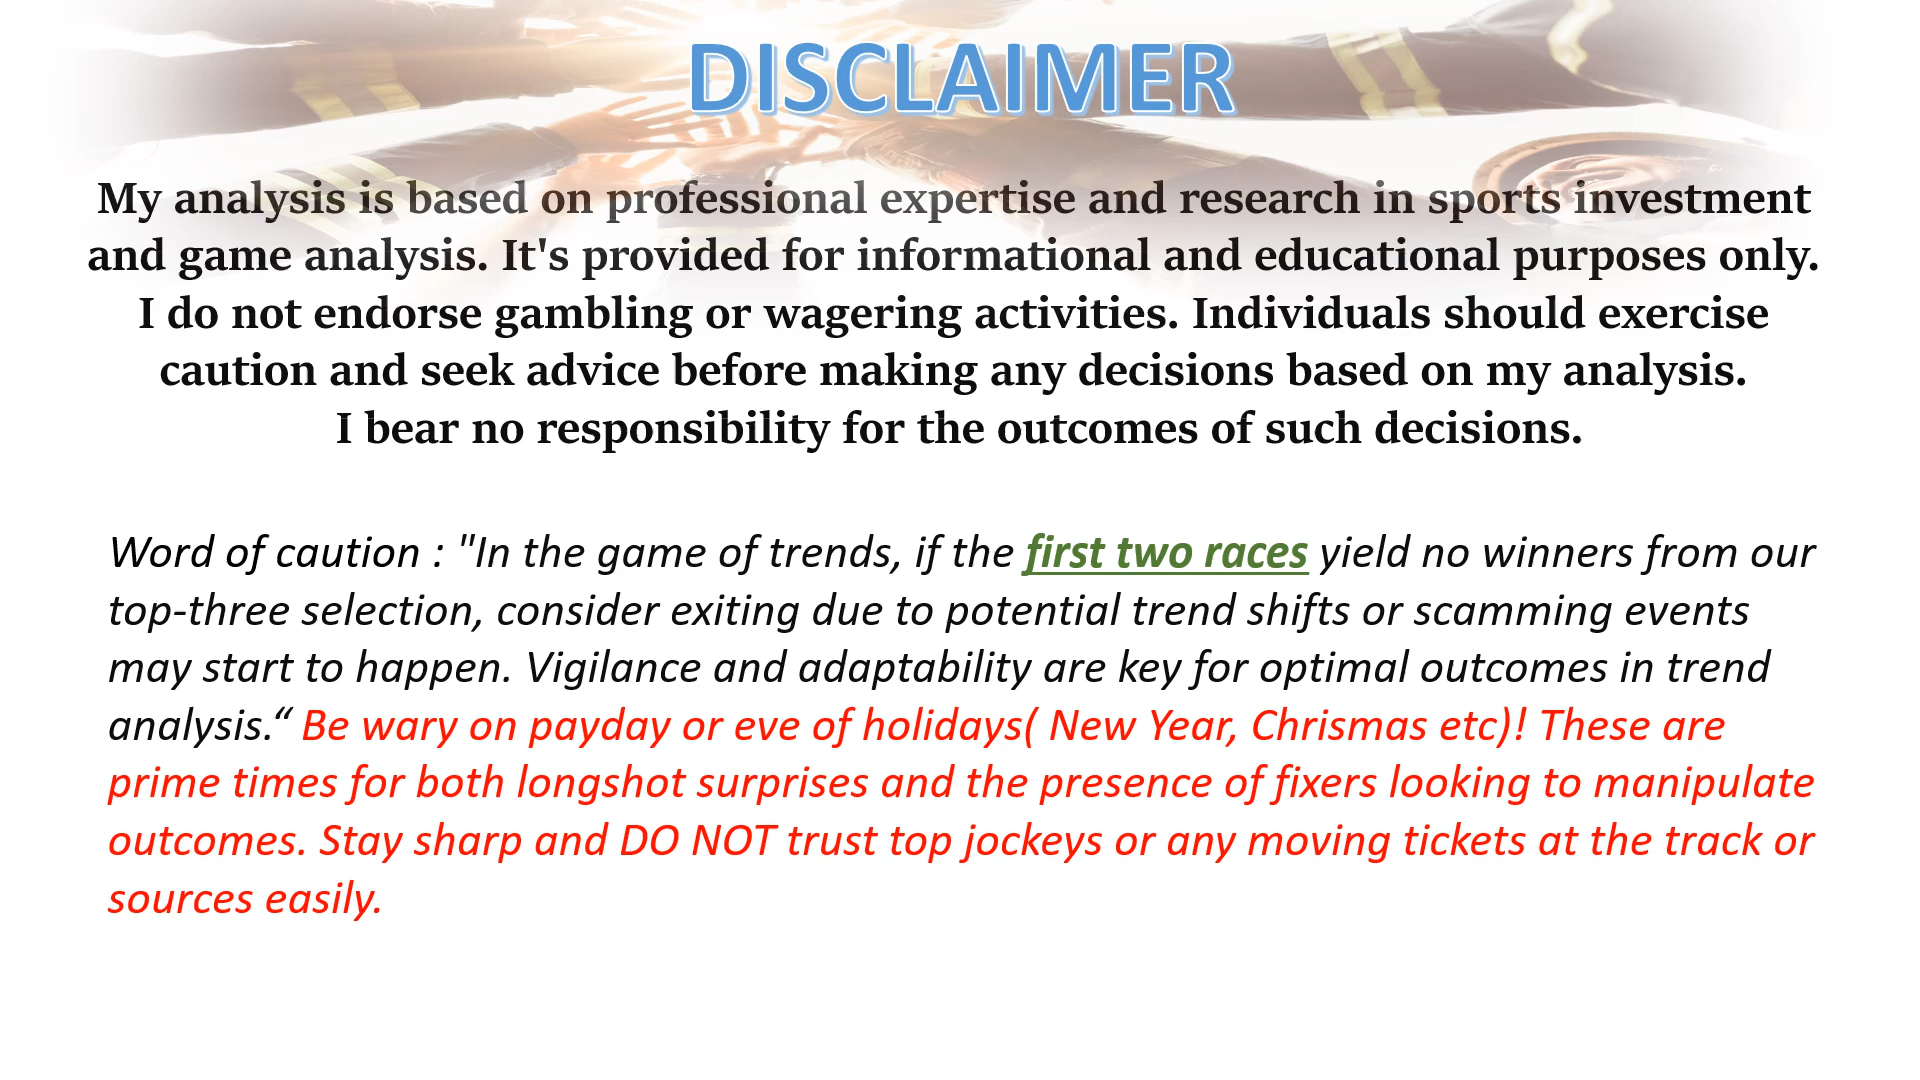 DISCLAIMER
My analysis is based on professional expertise and research in sports investment
and game analysis. It's provided for informational and educational purposes only.
I do not endorse gambling or wagering activities. Individuals should exercise
caution and seek advice before making any decisions based on my analysis.
I bear no responsibility for the outcomes of such decisions.
Word of caution : "In the game of trends, if the first two races yield no winners from our
top-three selection, consider exiting due to potential trend shifts or scamming events
may start to happen. Vigilance and adaptability are key for optimal outcomes in trend
analysis.“ Be wary on payday or eve of holidays( New Year, Chrismas etc)! These are
prime times for both longshot surprises and the presence of fixers looking to manipulate
outcomes. Stay sharp and DO NOT trust top jockeys or any moving tickets at the track or
sources easily.